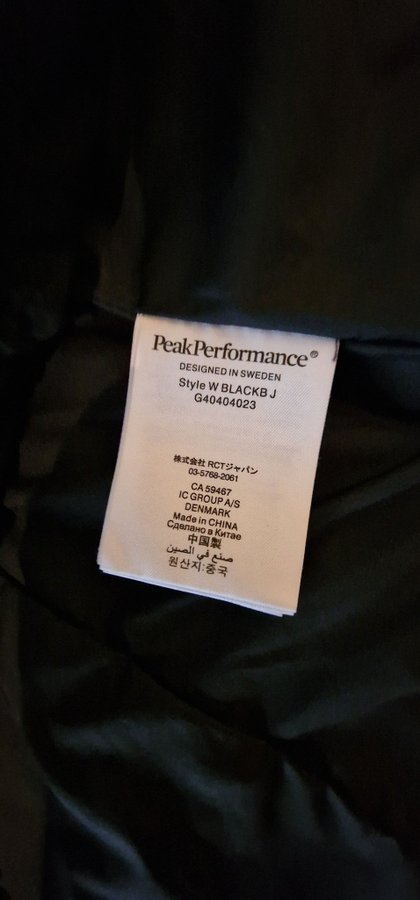 PeakPerformance®
DESIGNED IN SWEDEN
Style W BLACKB J
G40404023
株式会社 RCTジャパン
03-5768-2061
CA 59467
IC GROUP A/S
DENMARK
Made in CHINA
Сделано в Китае
中国製
صنع في الصين
원산지:중국